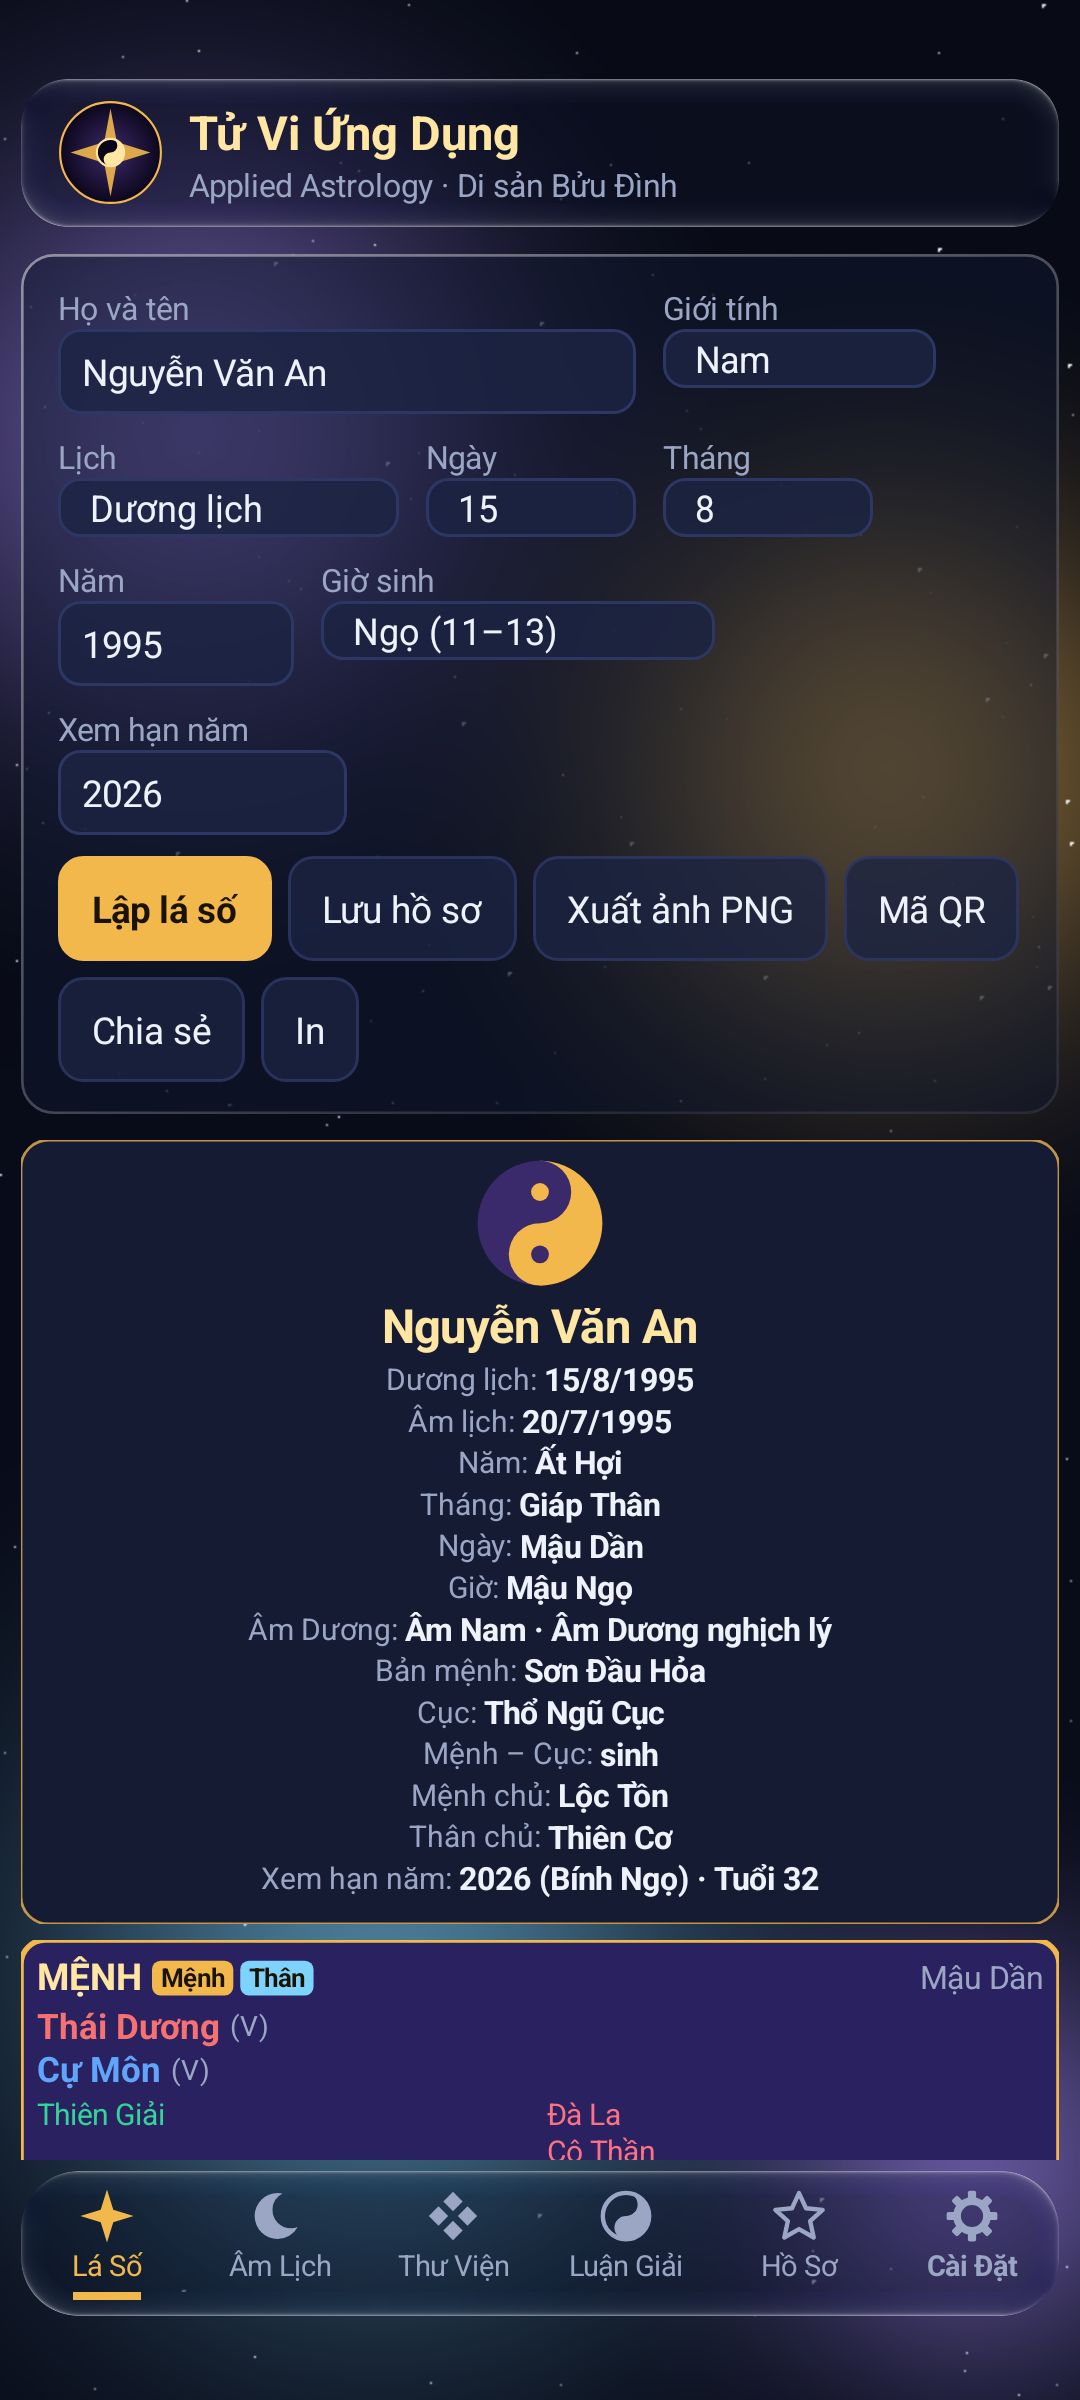 Tử Vi Ứng Dụng
Applied Astrology · Di sản Bửu Đình
Họ và tên
Giới tính
Nguyễn Văn An
Nam
Lịch
Ngày
Tháng
Dương lịch
15
8
Năm
Giờ sinh
1995
Ngọ (11–13)
Xem hạn năm
2026
Lập lá số
Lưu hồ sơ
Xuất ảnh PNG
Mã QR
Chia sẻ
In
Nguyễn Văn An
Dương lịch: 15/8/1995
Âm lịch: 20/7/1995
Năm: Ất Hợi
Tháng: Giáp Thân
Ngày: Mậu Dần
Giờ: Mậu Ngọ
Âm Dương: Âm Nam · Âm Dương nghịch lý
Bản mệnh: Sơn Đầu Hỏa
Cục: Thổ Ngũ Cục
Mệnh – Cục: sinh
Mệnh chủ: Lộc Tồn
Thân chủ: Thiên Cơ
Xem hạn năm: 2026 (Bính Ngọ) · Tuổi 32
MỆNH Mệnh Thân Mậu Dần
Thái Dương (V)
Cự Môn (V)
Thiên Giải
Đà La
Cô Thần
Lá Số
Âm Lịch
Thư Viện
Luận Giải
Hồ Sơ
Cài Đặt